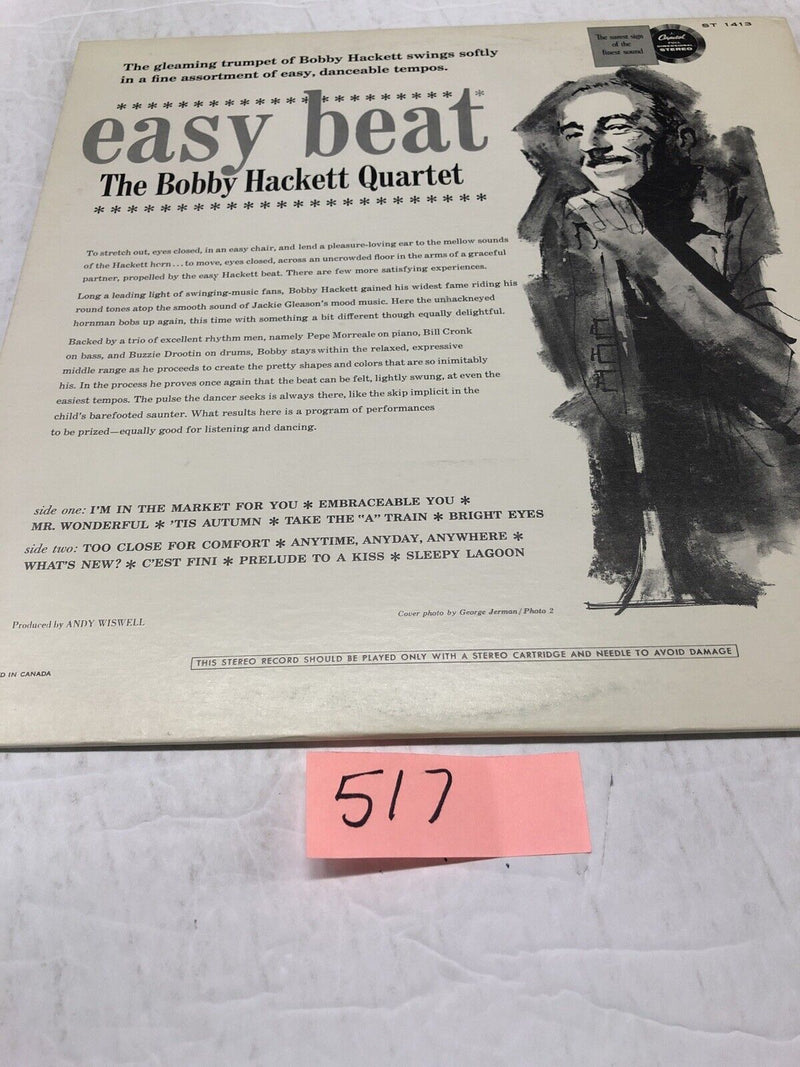 ST 1413
The surest sign
of the
finest sound
Capitol
FULL
DIMENSIONAL
STEREO
The gleaming trumpet of Bobby Hackett swings softly
in a fine assortment of easy, danceable tempos.
* * * * * * * * * * * * * * * * * * * * * * * *
easy beat
The Bobby Hackett Quartet
* * * * * * * * * * * * * * * * * * * * * * * *
To stretch out, eyes closed, in an easy chair, and lend a pleasure-loving ear to the mellow sounds
of the Hackett horn...to move, eyes closed, across an uncrowded floor in the arms of a graceful
partner, propelled by the easy Hackett beat. There are few more satisfying experiences.
Long a leading light of swinging-music fans, Bobby Hackett gained his widest fame riding his
round tones atop the smooth sound of Jackie Gleason's mood music. Here the unhackneyed
hornman bobs up again, this time with something a bit different though equally delightful.
Backed by a trio of excellent rhythm men, namely Pepe Morreale on piano, Bill Cronk
on bass, and Buzzie Drootin on drums, Bobby stays within the relaxed, expressive
middle range as he proceeds to create the pretty shapes and colors that are so inimitably
his. In the process he proves once again that the beat can be felt, lightly swung, at even the
easiest tempos. The pulse the dancer seeks is always there, like the skip implicit in the
child's barefooted saunter. What results here is a program of performances
to be prized—equally good for listening and dancing.
side one: I'M IN THE MARKET FOR YOU * EMBRACEABLE YOU *
MR. WONDERFUL * 'TIS AUTUMN * TAKE THE "A" TRAIN * BRIGHT EYES
side two: TOO CLOSE FOR COMFORT * ANYTIME, ANYDAY, ANYWHERE *
WHAT'S NEW? * C'EST FINI * PRELUDE TO A KISS * SLEEPY LAGOON
Produced by ANDY WISWELL
Cover photo by George Jerman/Photo 2
D IN CANADA
THIS STEREO RECORD SHOULD BE PLAYED ONLY WITH A STEREO CARTRIDGE AND NEEDLE TO AVOID DAMAGE
517